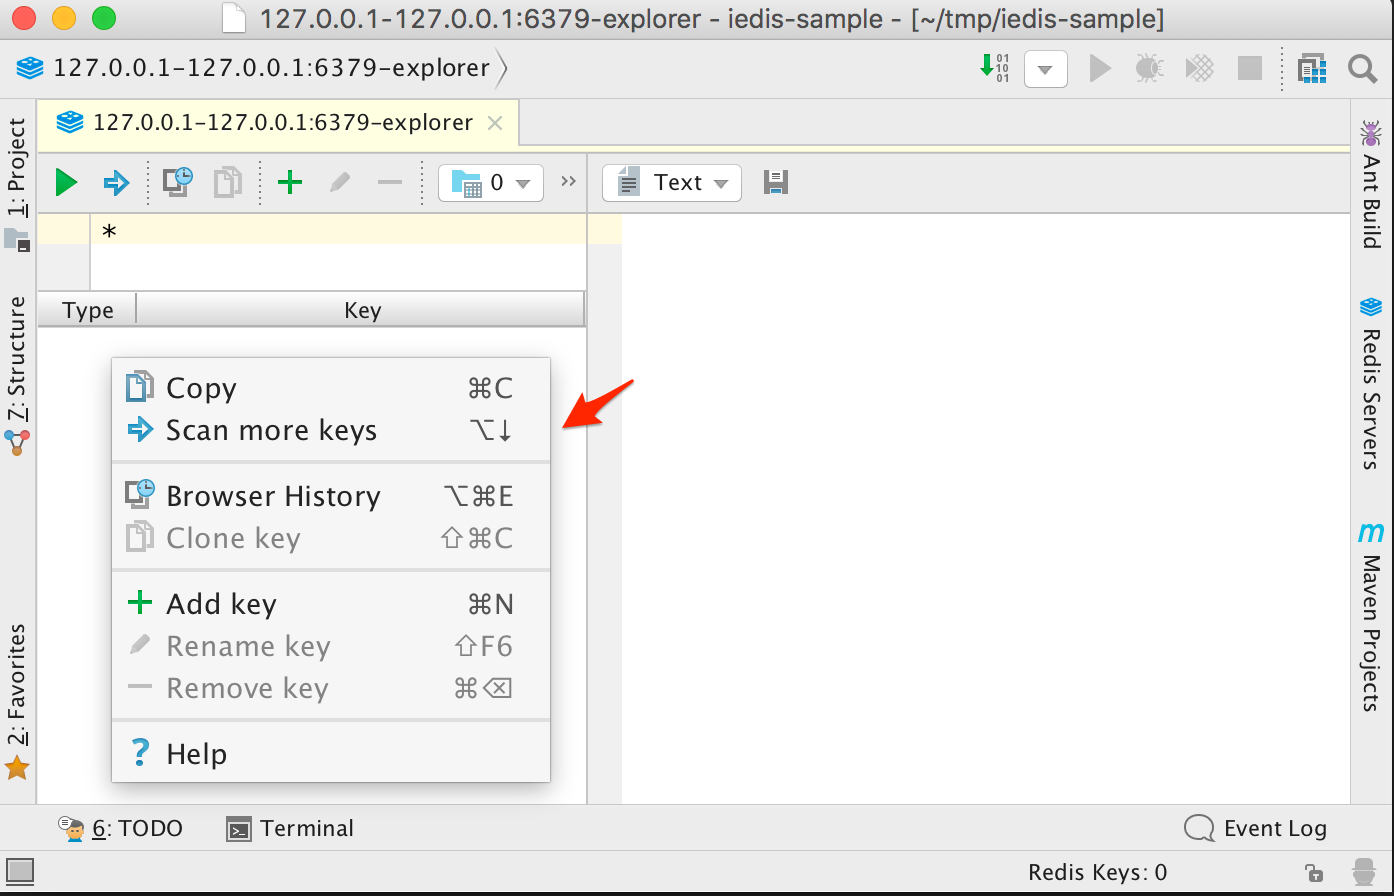 127.0.0.1-127.0.0.1:6379-explorer - iedis-sample - [~/tmp/iedis-sample]
127.0.0.1-127.0.0.1:6379-explorer
01
10
01
127.0.0.1-127.0.0.1:6379-explorer
0
Text
*
Type Key
Copy ⌘C
Scan more keys ⌥↓
Browser History ⌥⌘E
Clone key ⇧⌘C
Add key ⌘N
Rename key ⇧F6
Remove key ⌘⌫
Help
1: Project
7: Structure
2: Favorites
Ant Build
Redis Servers
m
Maven Projects
6: TODO Terminal Event Log
Redis Keys: 0